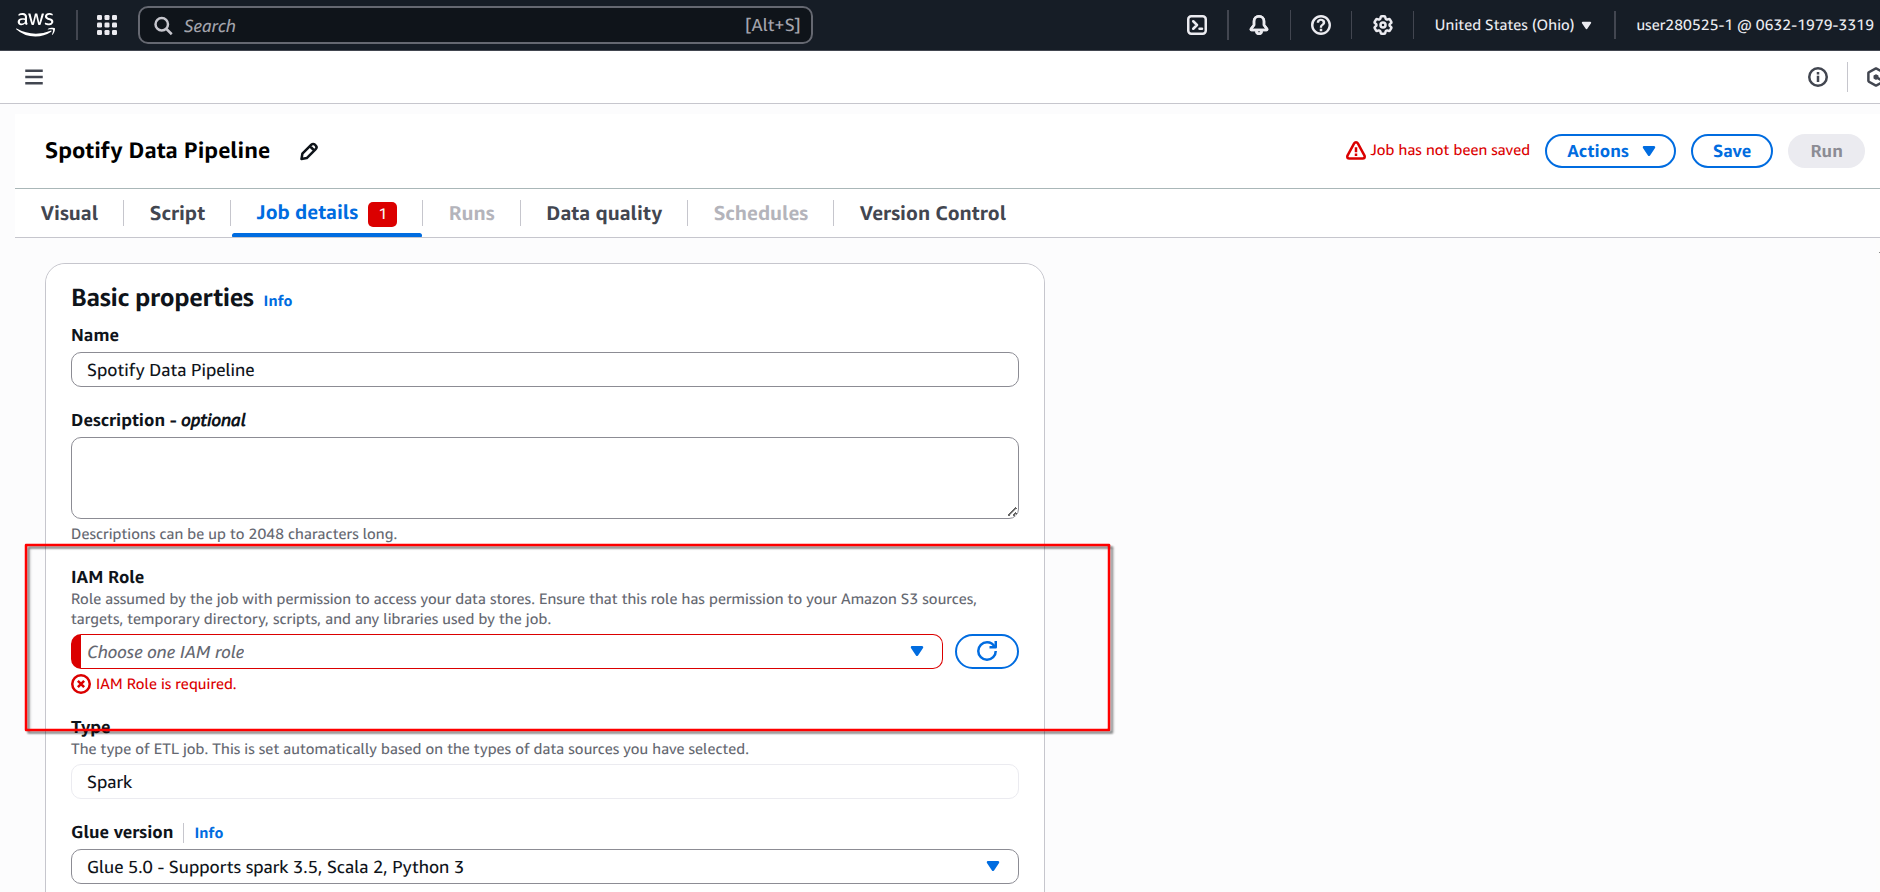 aws
Search [Alt+S]
United States (Ohio)
user280525-1 @ 0632-1979-3319
Spotify Data Pipeline
Job has not been saved
Actions
Save
Run
Visual
Script
Job details 1
Runs
Data quality
Schedules
Version Control
Basic properties Info
Name
Spotify Data Pipeline
Description - optional
Descriptions can be up to 2048 characters long.
IAM Role
Role assumed by the job with permission to access your data stores. Ensure that this role has permission to your Amazon S3 sources,
targets, temporary directory, scripts, and any libraries used by the job.
Choose one IAM role
IAM Role is required.
Type
The type of ETL job. This is set automatically based on the types of data sources you have selected.
Spark
Glue version Info
Glue 5.0 - Supports spark 3.5, Scala 2, Python 3